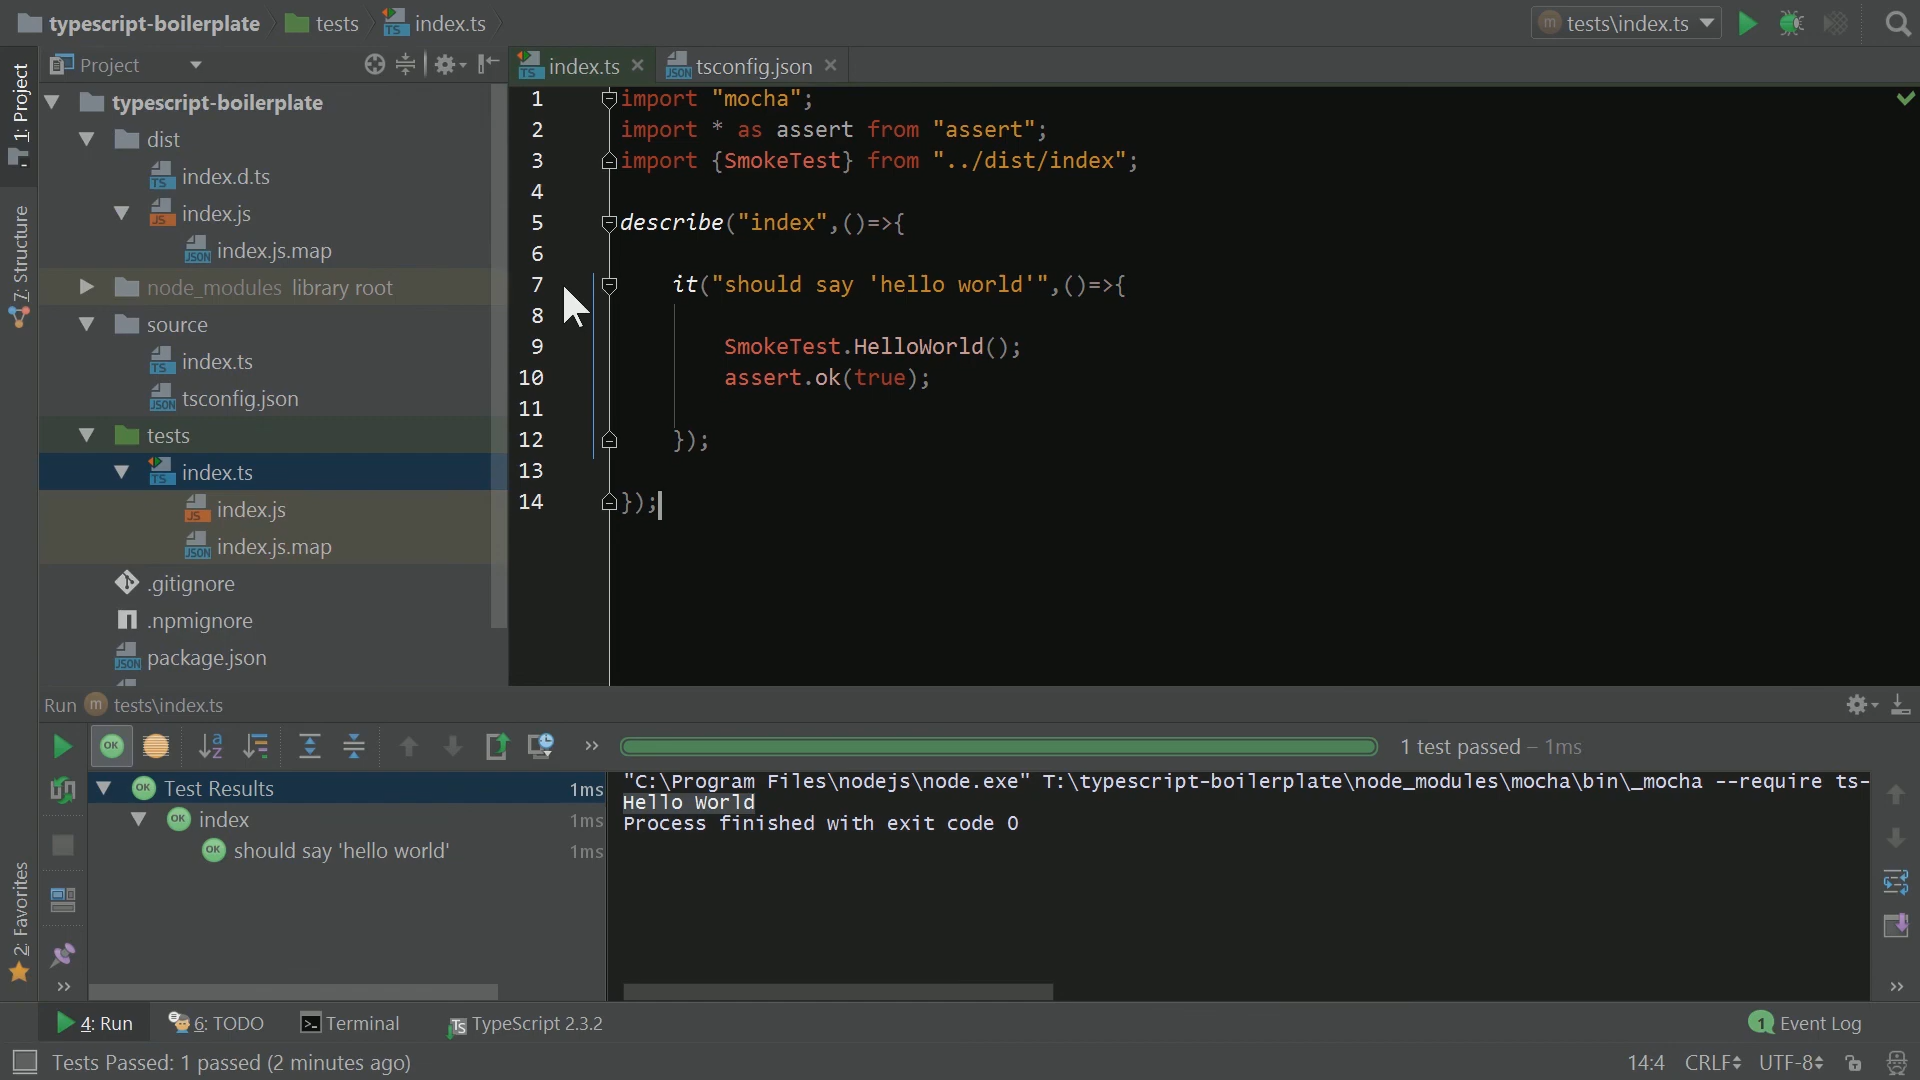 typescript-boilerplate tests index.ts
tests\index.ts
1: Project
7: Structure
2: Favorites
Project
typescript-boilerplate
dist
index.d.ts
index.js
index.js.map
node_modules library root
source
index.ts
tsconfig.json
tests
index.ts
index.js
index.js.map
.gitignore
.npmignore
package.json
index.ts tsconfig.json
1 import "mocha";
2 import * as assert from "assert";
3 import {SmokeTest} from "../dist/index";
4
5 describe("index",()=>{
6
7 it("should say 'hello world'",()=>{
8
9 SmokeTest.HelloWorld();
10 assert.ok(true);
11
12 });
13
14 });
Run tests\index.ts
1 test passed – 1ms
Test Results 1ms
index 1ms
should say 'hello world' 1ms
"C:\Program Files\nodejs\node.exe" T:\typescript-boilerplate\node_modules\mocha\bin\_mocha --require ts-
Hello World
Process finished with exit code 0
4: Run 6: TODO Terminal TypeScript 2.3.2 1 Event Log
Tests Passed: 1 passed (2 minutes ago) 14:4 CRLF UTF-8